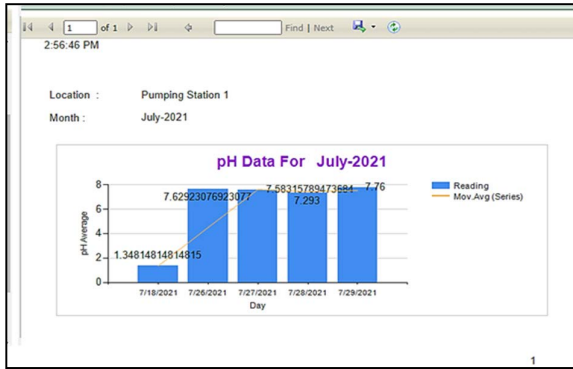 1 of 1 Find | Next
2:56:46 PM
Location : Pumping Station 1
Month : July-2021
pH Data For July-2021
pH Average
8
6
4
2
0
1.34814814814815
7.62923076923077
7.58315789473684
7.293
7.76
Reading
Mov.Avg (Series)
7/18/2021 7/26/2021 7/27/2021 7/28/2021 7/29/2021
Day
1